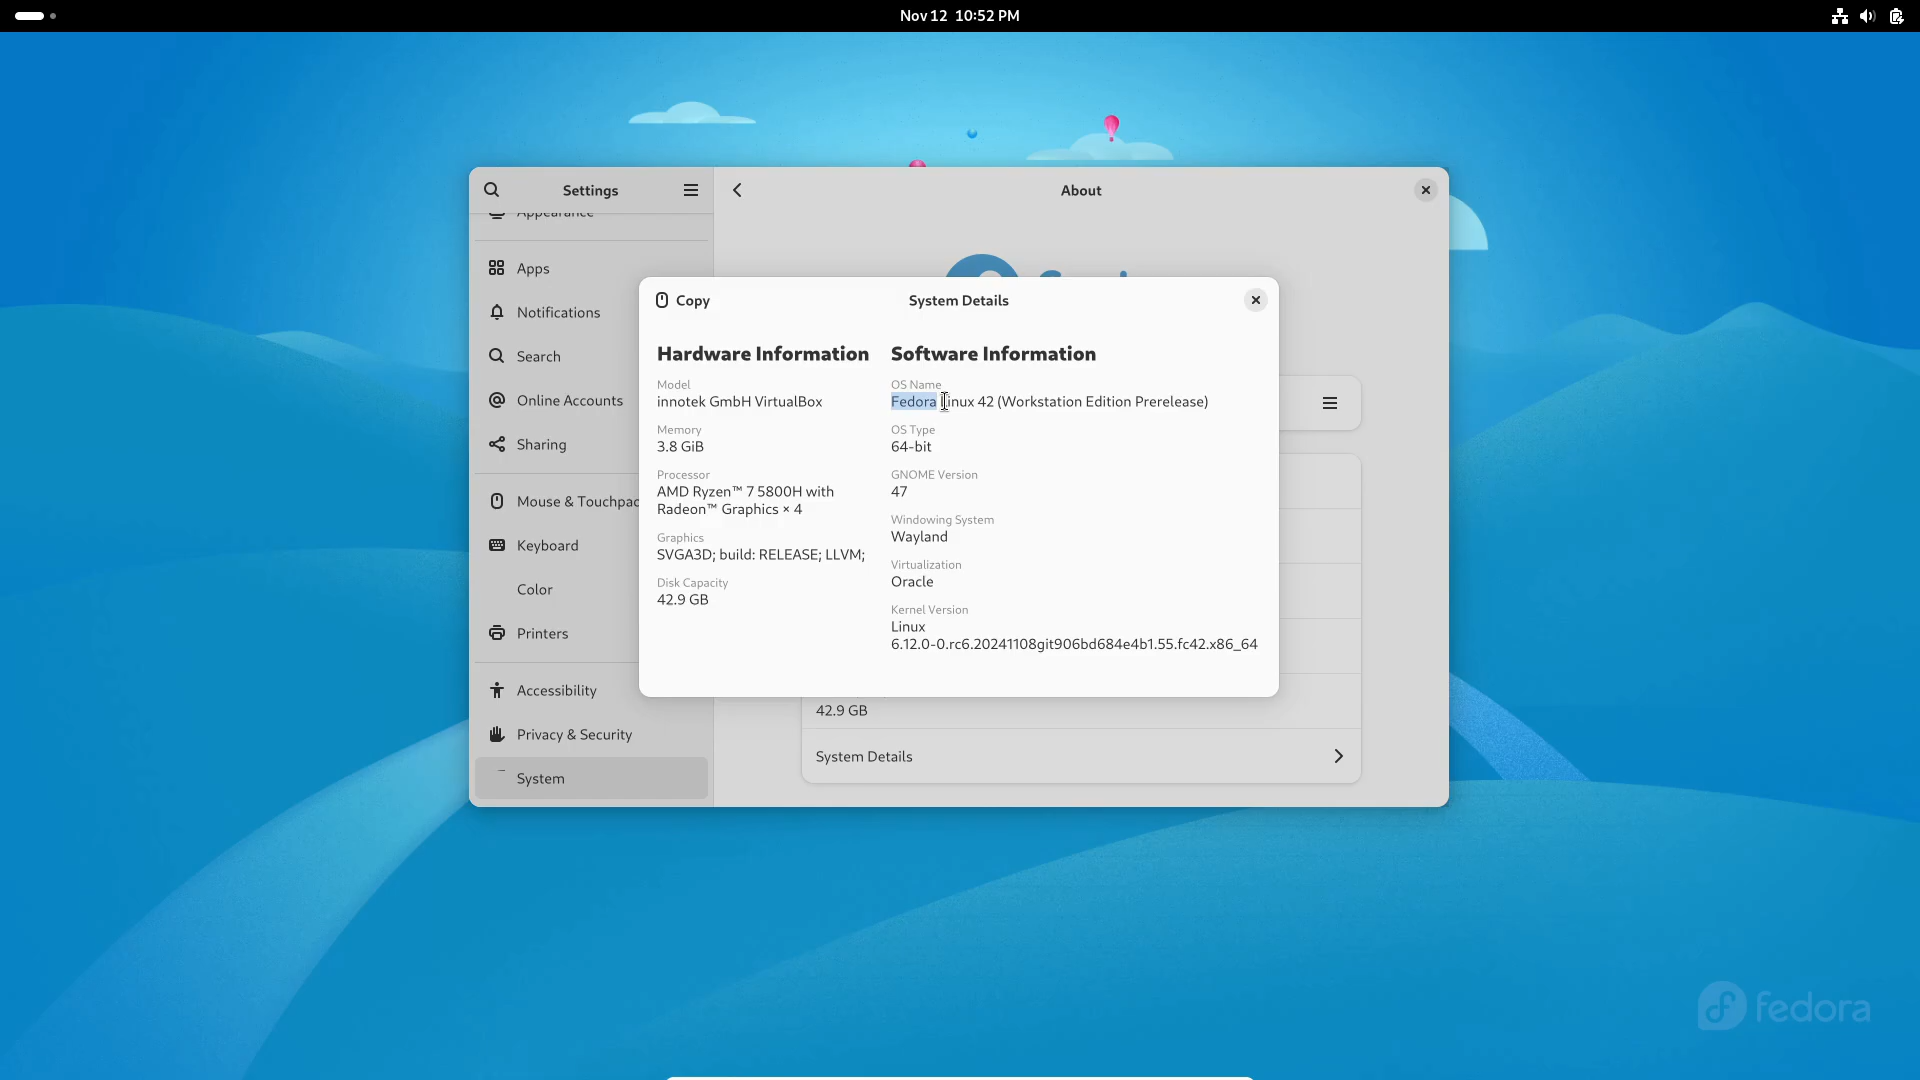 Nov 12 10:52 PM
Settings
About
Appearance
Apps
Notifications
Search
Online Accounts
Sharing
Mouse & Touchpad
Keyboard
Color
Printers
Accessibility
Privacy & Security
System
Copy
System Details
Hardware Information
Model
innotek GmbH VirtualBox
Memory
3.8 GiB
Processor
AMD Ryzen™ 7 5800H with
Radeon™ Graphics × 4
Graphics
SVGA3D; build: RELEASE; LLVM;
Disk Capacity
42.9 GB
Software Information
OS Name
Fedora Linux 42 (Workstation Edition Prerelease)
OS Type
64-bit
GNOME Version
47
Windowing System
Wayland
Virtualization
Oracle
Kernel Version
Linux
6.12.0-0.rc6.20241108git906bd684e4b1.55.fc42.x86_64
42.9 GB
System Details
fedora